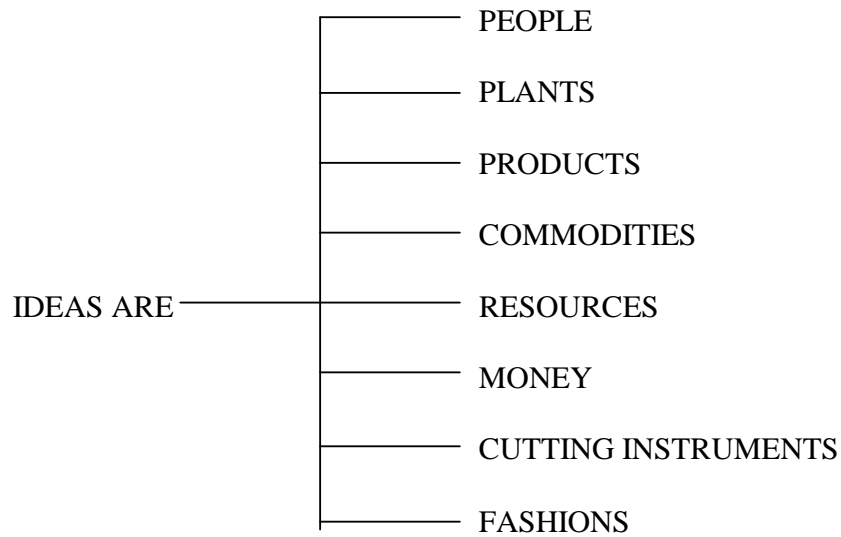 PEOPLE
PLANTS
PRODUCTS
COMMODITIES
IDEAS ARE RESOURCES
MONEY
CUTTING INSTRUMENTS
FASHIONS